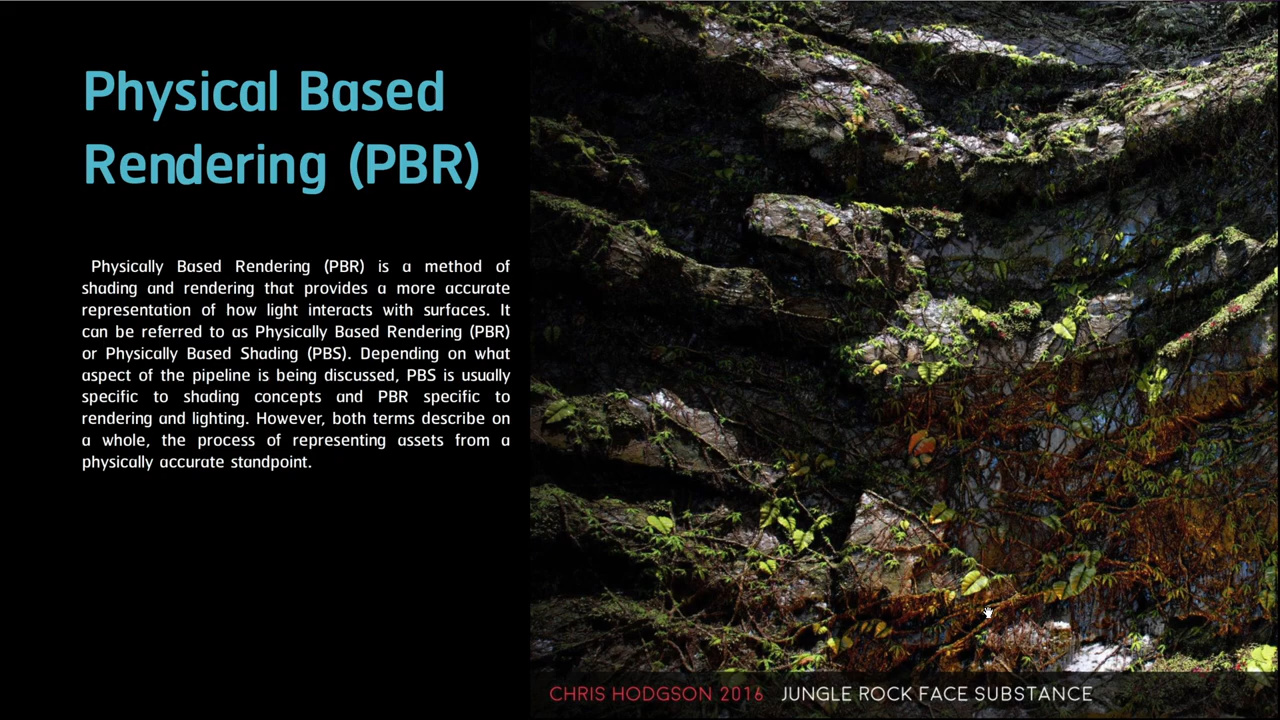 Physical Based
Rendering (PBR)
Physically Based Rendering (PBR) is a method of
shading and rendering that provides a more accurate
representation of how light interacts with surfaces. It
can be referred to as Physically Based Rendering (PBR)
or Physically Based Shading (PBS). Depending on what
aspect of the pipeline is being discussed, PBS is usually
specific to shading concepts and PBR specific to
rendering and lighting. However, both terms describe on
a whole, the process of representing assets from a
physically accurate standpoint.
CHRIS HODGSON 2016 JUNGLE ROCK FACE SUBSTANCE